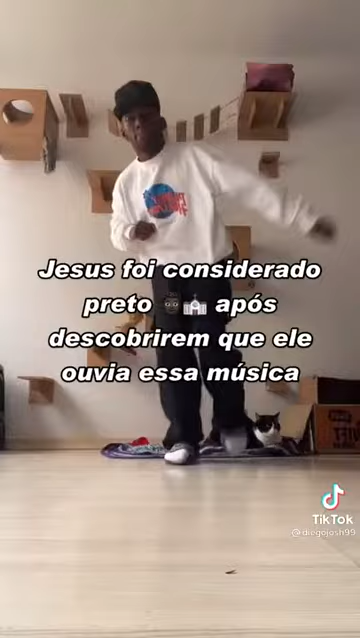 Jesus foi considerado
preto 🗿 💒 após
descobrirem que ele
ouvia essa música
TikTok
@diegojosh99